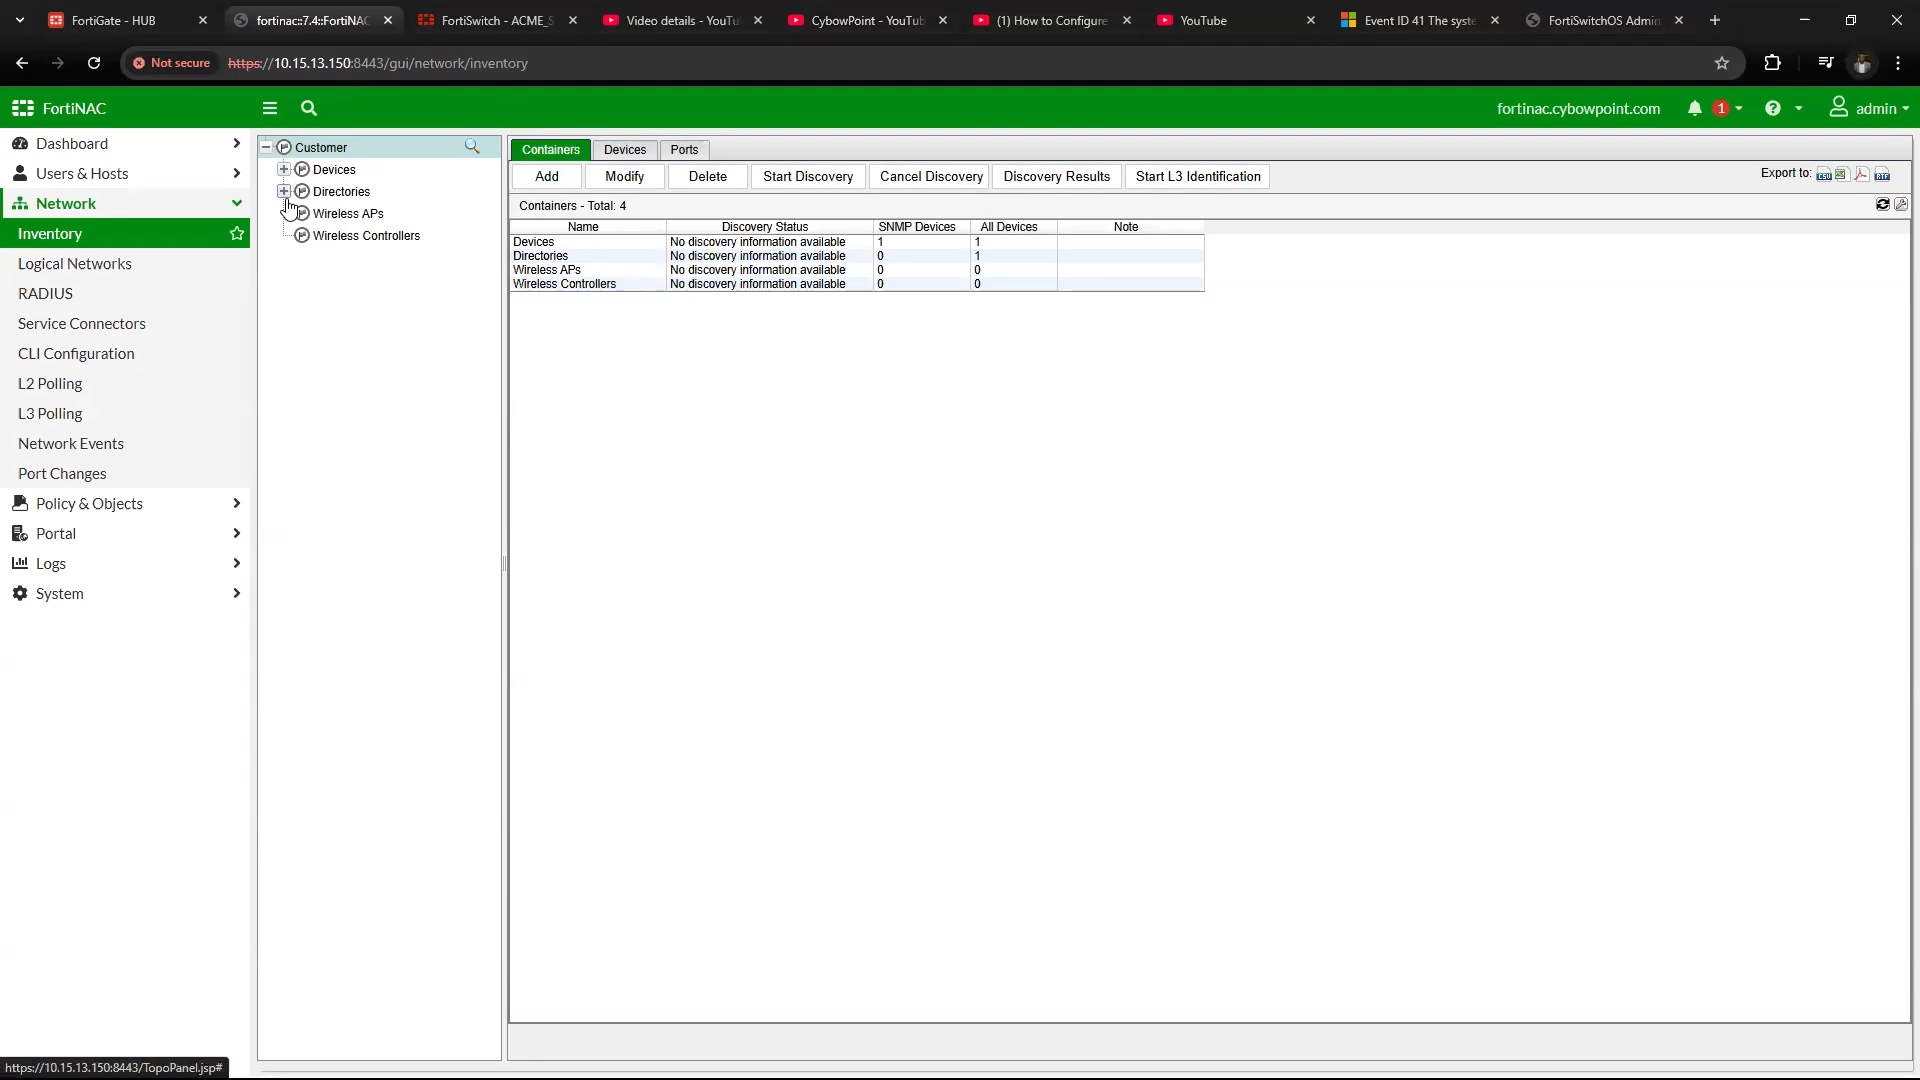 FortiGate - HUB
fortinac::7.4::FortiNAC
FortiSwitch - ACME_S
Video details - YouTu
CybowPoint - YouTub
(1) How to Configure
YouTube
Event ID 41 The syste
FortiSwitchOS Admin
Not secure
https://10.15.13.150:8443/gui/network/inventory
FortiNAC
fortinac.cybowpoint.com
1
admin
Dashboard
Users & Hosts
Network
Inventory
Logical Networks
RADIUS
Service Connectors
CLI Configuration
L2 Polling
L3 Polling
Network Events
Port Changes
Policy & Objects
Portal
Logs
System
Customer
Devices
Directories
Wireless APs
Wireless Controllers
Containers Devices Ports
Add Modify Delete Start Discovery Cancel Discovery Discovery Results Start L3 Identification
Export to:
Containers - Total: 4
Name Discovery Status SNMP Devices All Devices Note
Devices No discovery information available 1 1
Directories No discovery information available 0 1
Wireless APs No discovery information available 0 0
Wireless Controllers No discovery information available 0 0
https://10.15.13.150:8443/TopoPanel.jsp#